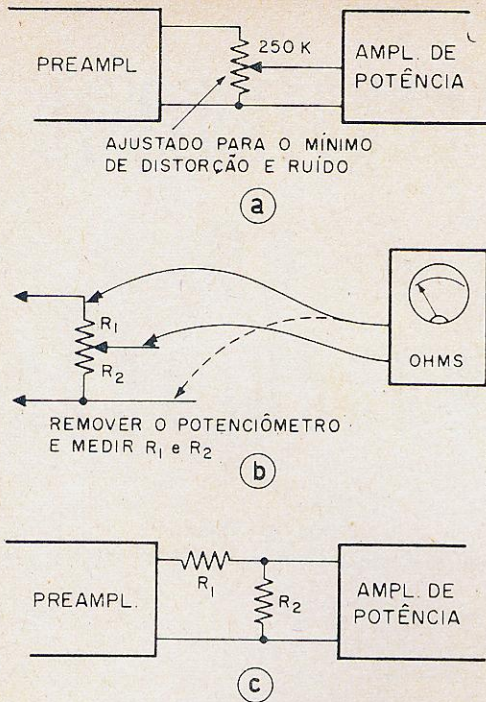 PREAMPL
250 K
AMPL. DE
POTÊNCIA
AJUSTADO PARA O MÍNIMO
DE DISTORÇÃO E RUÍDO
a
R1
R2
OHMS
REMOVER O POTENCIÔMETRO
E MEDIR R1 e R2
b
PREAMPL.
R1
R2
AMPL. DE
POTÊNCIA
c